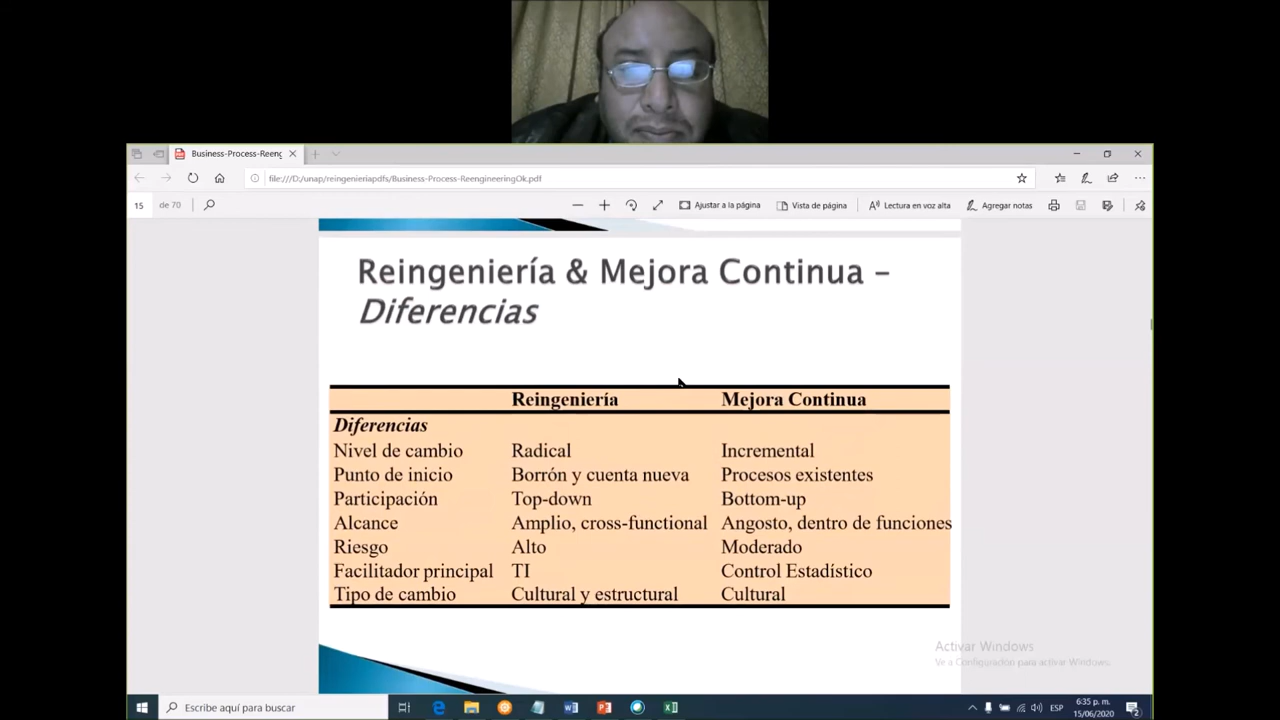 Business-Process-Reeng
file:///D:/unap/reingenieriapdfs/Business-Process-ReengineeringOk.pdf
15 de 70 Ajustar a la página Vista de página Lectura en voz alta Agregar notas
Reingeniería & Mejora Continua –
Diferencias
Reingeniería Mejora Continua
Diferencias
Nivel de cambio Radical Incremental
Punto de inicio Borrón y cuenta nueva Procesos existentes
Participación Top-down Bottom-up
Alcance Amplio, cross-functional Angosto, dentro de funciones
Riesgo Alto Moderado
Facilitador principal TI Control Estadístico
Tipo de cambio Cultural y estructural Cultural
Activar Windows
Ve a Configuración para activar Windows.
Escribe aquí para buscar
ESP
6:35 p. m.
15/06/2020
2